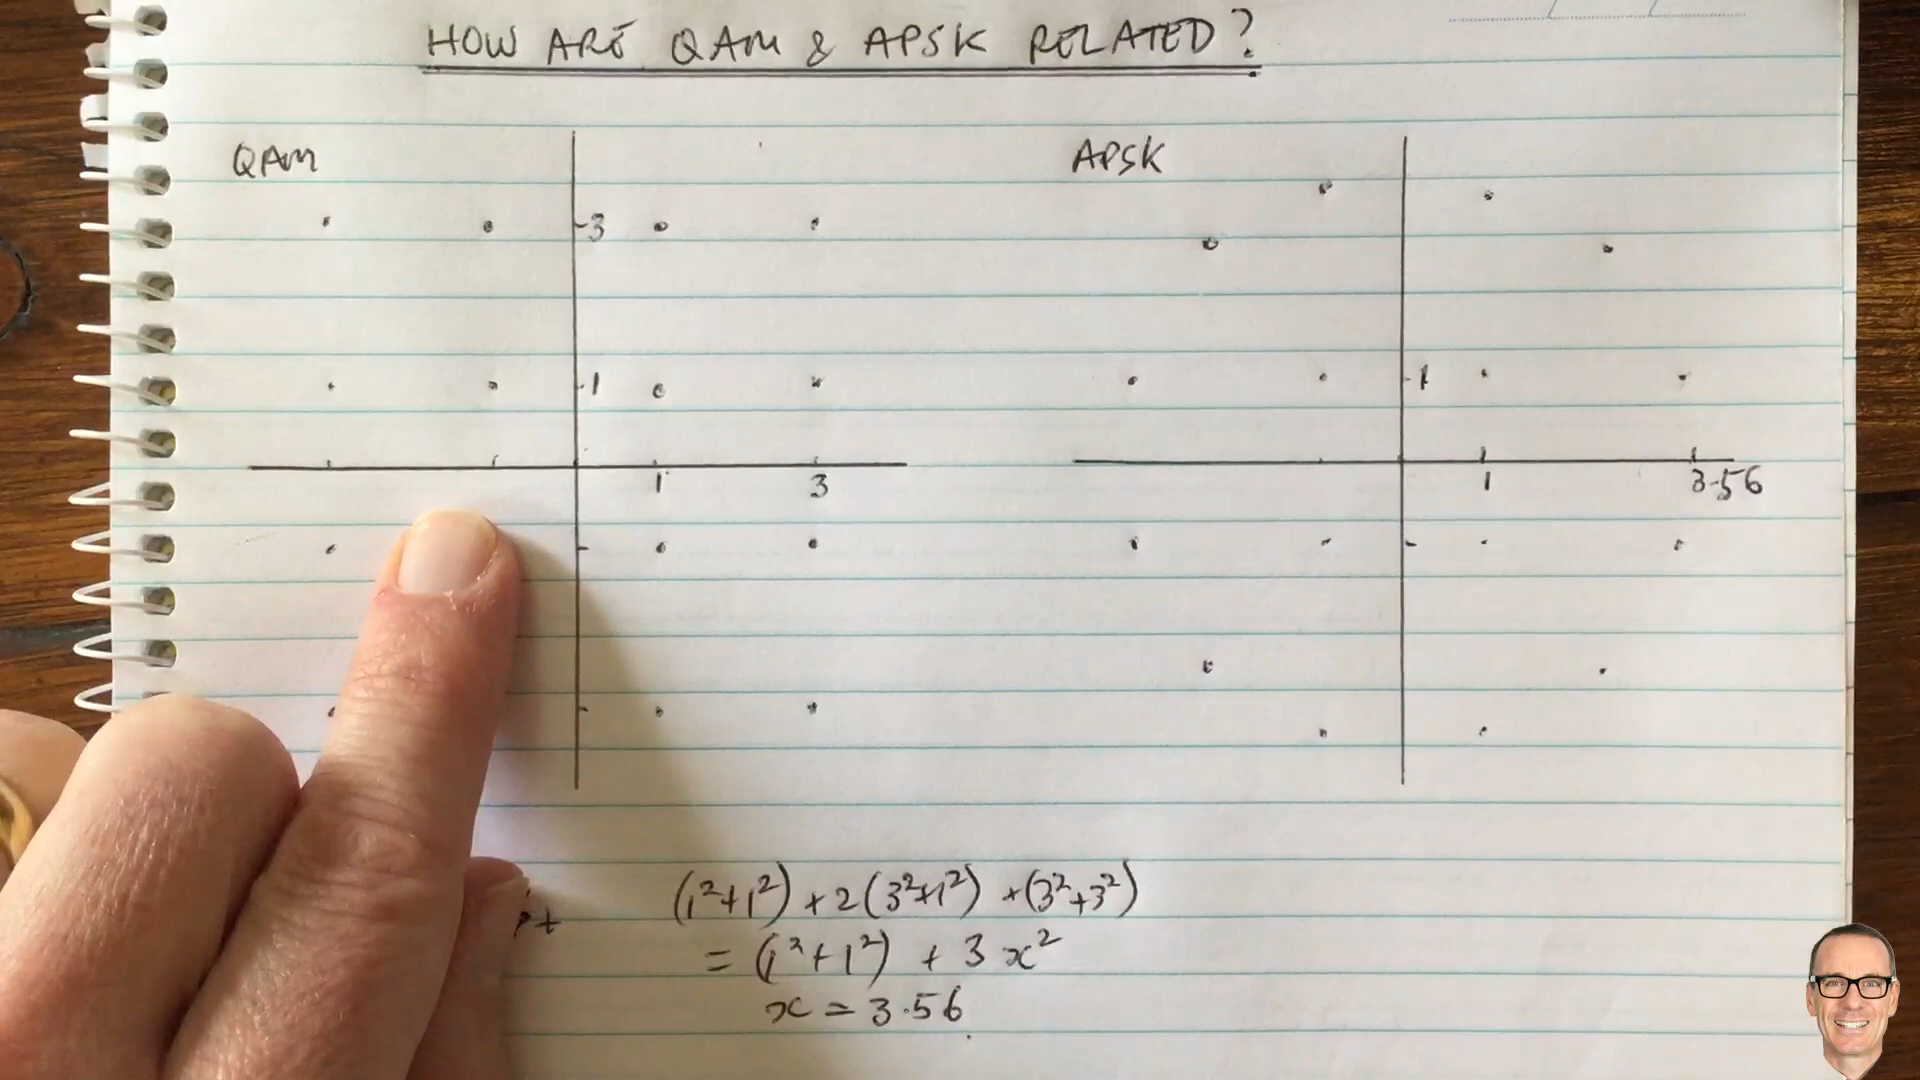 HOW ARE QAM & APSK RELATED?
QAM
APSK
3
1
1
1 3
1 3.56
(1²+1²) + 2(3²+1²) + (3²+3²)
= (1²+1²) + 3x²
x = 3.56